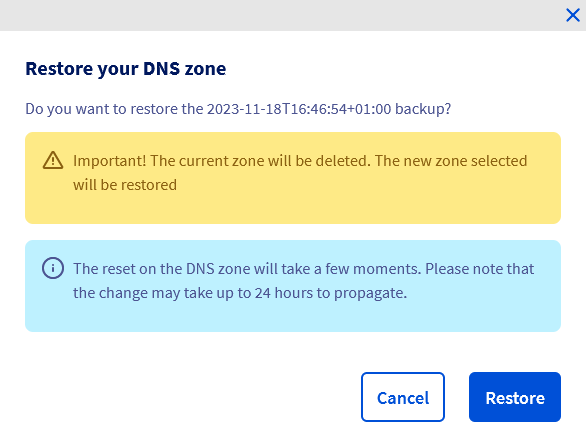 Restore your DNS zone
Do you want to restore the 2023-11-18T16:46:54+01:00 backup?
Important! The current zone will be deleted. The new zone selected
will be restored
The reset on the DNS zone will take a few moments. Please note that
the change may take up to 24 hours to propagate.
Cancel
Restore